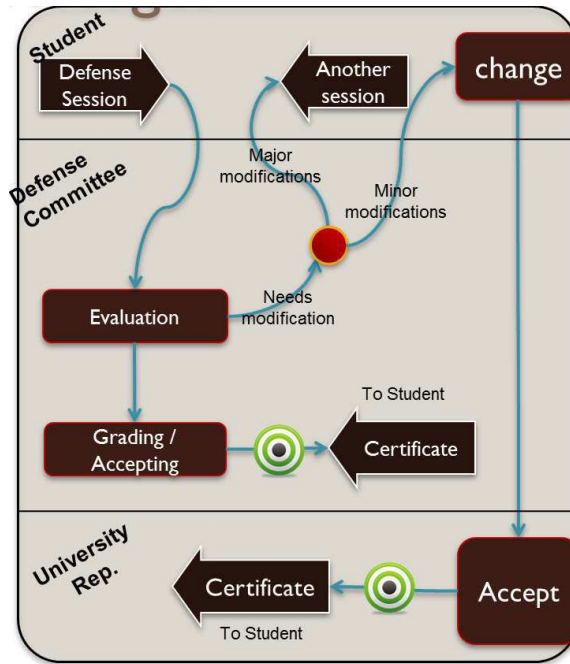 Student
Defense
Session
Another
session
change
Defense
Committee
Major
modifications
Minor
modifications
Evaluation
Needs
modification
To Student
Grading /
Accepting
Certificate
University
Rep.
Certificate
To Student
Accept